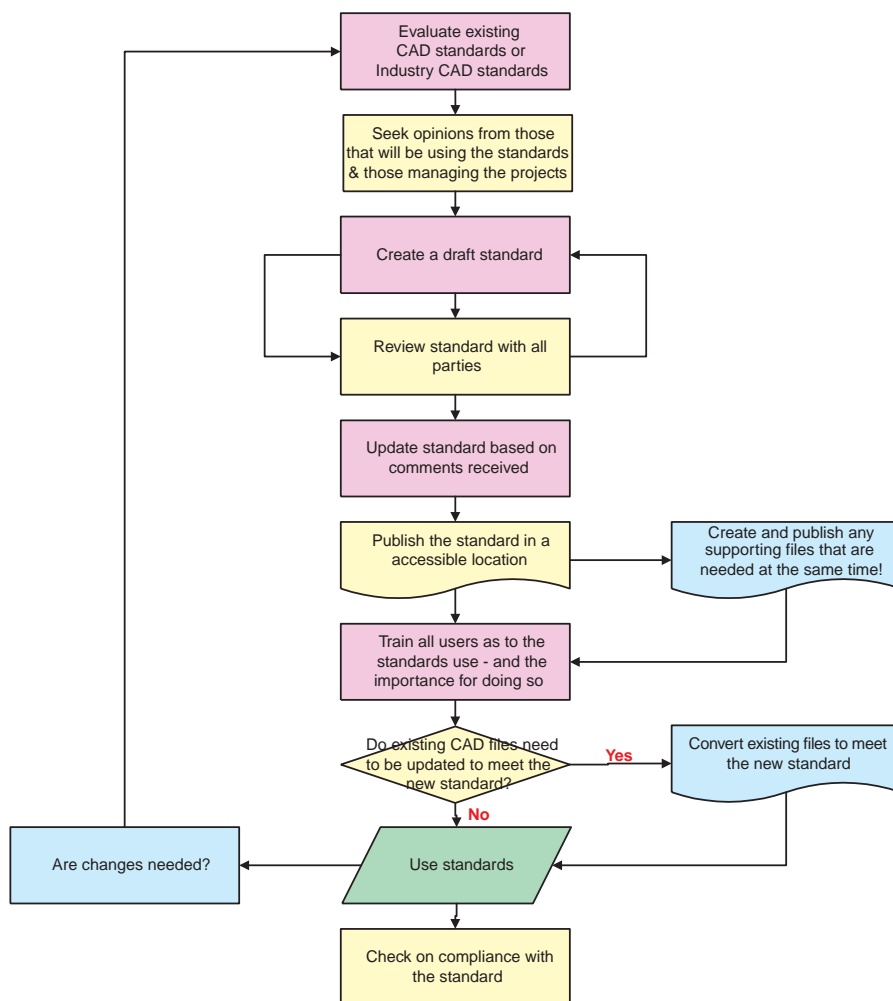 Evaluate existing
CAD standards or
Industry CAD standards
Seek opinions from those
that will be using the standards
& those managing the projects
Create a draft standard
Review standard with all
parties
Update standard based on
comments received
Publish the standard in a
accessible location
Create and publish any
supporting files that are
needed at the same time!
Train all users as to the
standards use - and the
importance for doing so
Do existing CAD files need
to be updated to meet the
new standard?
Yes
Convert existing files to meet
the new standard
No
Are changes needed?
Use standards
Check on compliance with
the standard